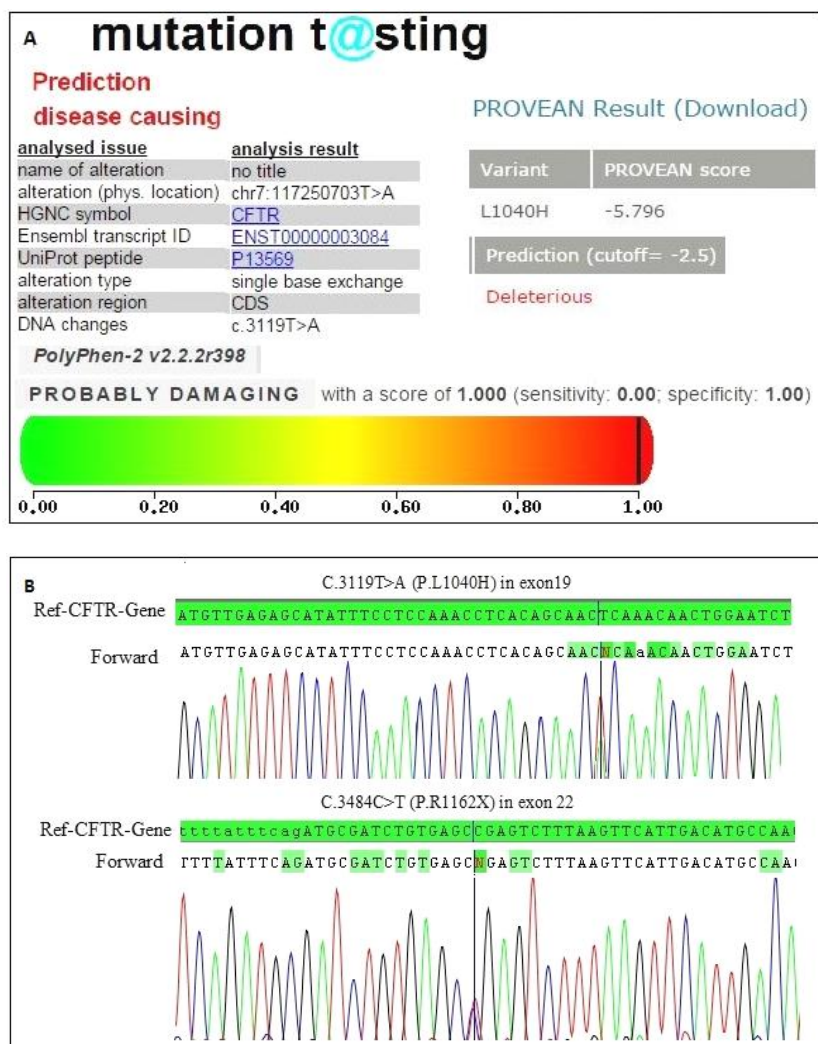 A mutation t@sting
Prediction
disease causing
analysed issue analysis result
name of alteration no title
alteration (phys. location) chr7:117250703T>A
HGNC symbol CFTR
Ensembl transcript ID ENST00000003084
UniProt peptide P13569
alteration type single base exchange
alteration region CDS
DNA changes c.3119T>A
PROVEAN Result (Download)
Variant PROVEAN score
L1040H -5.796
Prediction (cutoff= -2.5)
Deleterious
PolyPhen-2 v2.2.2r398
PROBABLY DAMAGING with a score of 1.000 (sensitivity: 0.00; specificity: 1.00)
0.00 0.20 0.40 0.60 0.80 1.00
B
C.3119T>A (P.L1040H) in exon19
Ref-CFTR-Gene ATGTTGAGAGCATATTTCCTCCAAACCTCACAGCAACTCAAACAACTGGAATCT
Forward ATGTTGAGAGCATATTTCCTCCAAACCTCACAGCAACNCAaACAACTGGAATCT
C.3484C>T (P.R1162X) in exon 22
Ref-CFTR-Gene ttttatttcagATGCGATCTGTGAGCCGAGTCTTTAAGTTCATTGACATGCCAAG
Forward TTTTATTTCAGATGCGATCTGTGAGCNGAGTCTTTAAGTTCATTGACATGCCAAG